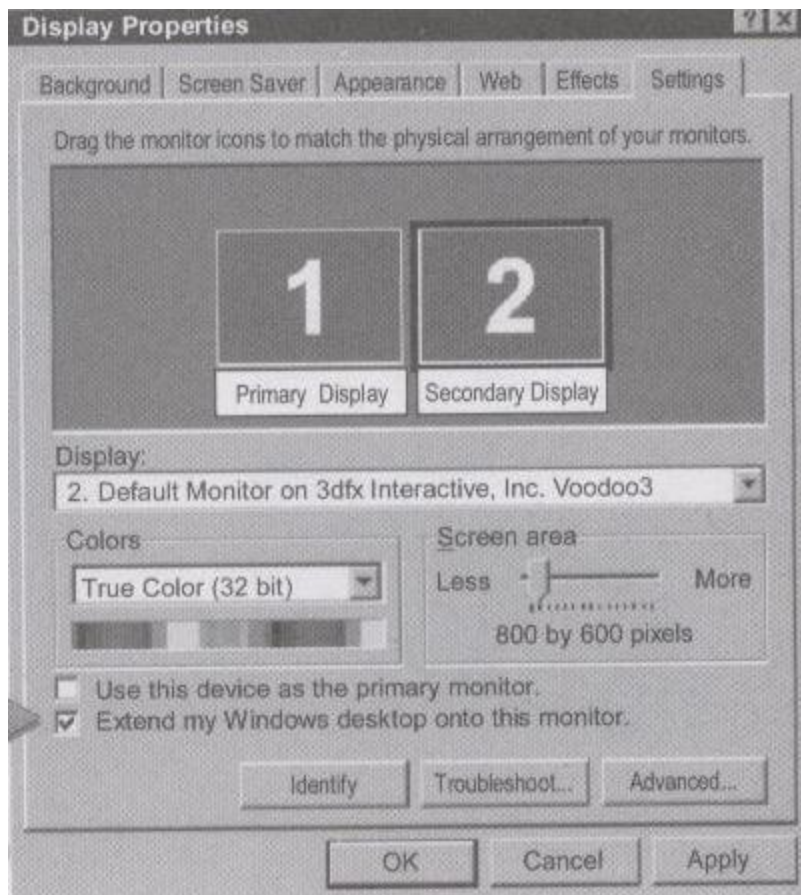 Display Properties ? X
Background Screen Saver Appearance Web Effects Settings
Drag the monitor icons to match the physical arrangement of your monitors.
1 2
Primary Display Secondary Display
Display:
2. Default Monitor on 3dfx Interactive, Inc. Voodoo3
Colors Screen area
True Color (32 bit) Less More
800 by 600 pixels
Use this device as the primary monitor.
Extend my Windows desktop onto this monitor.
Identify Troubleshoot... Advanced...
OK Cancel Apply